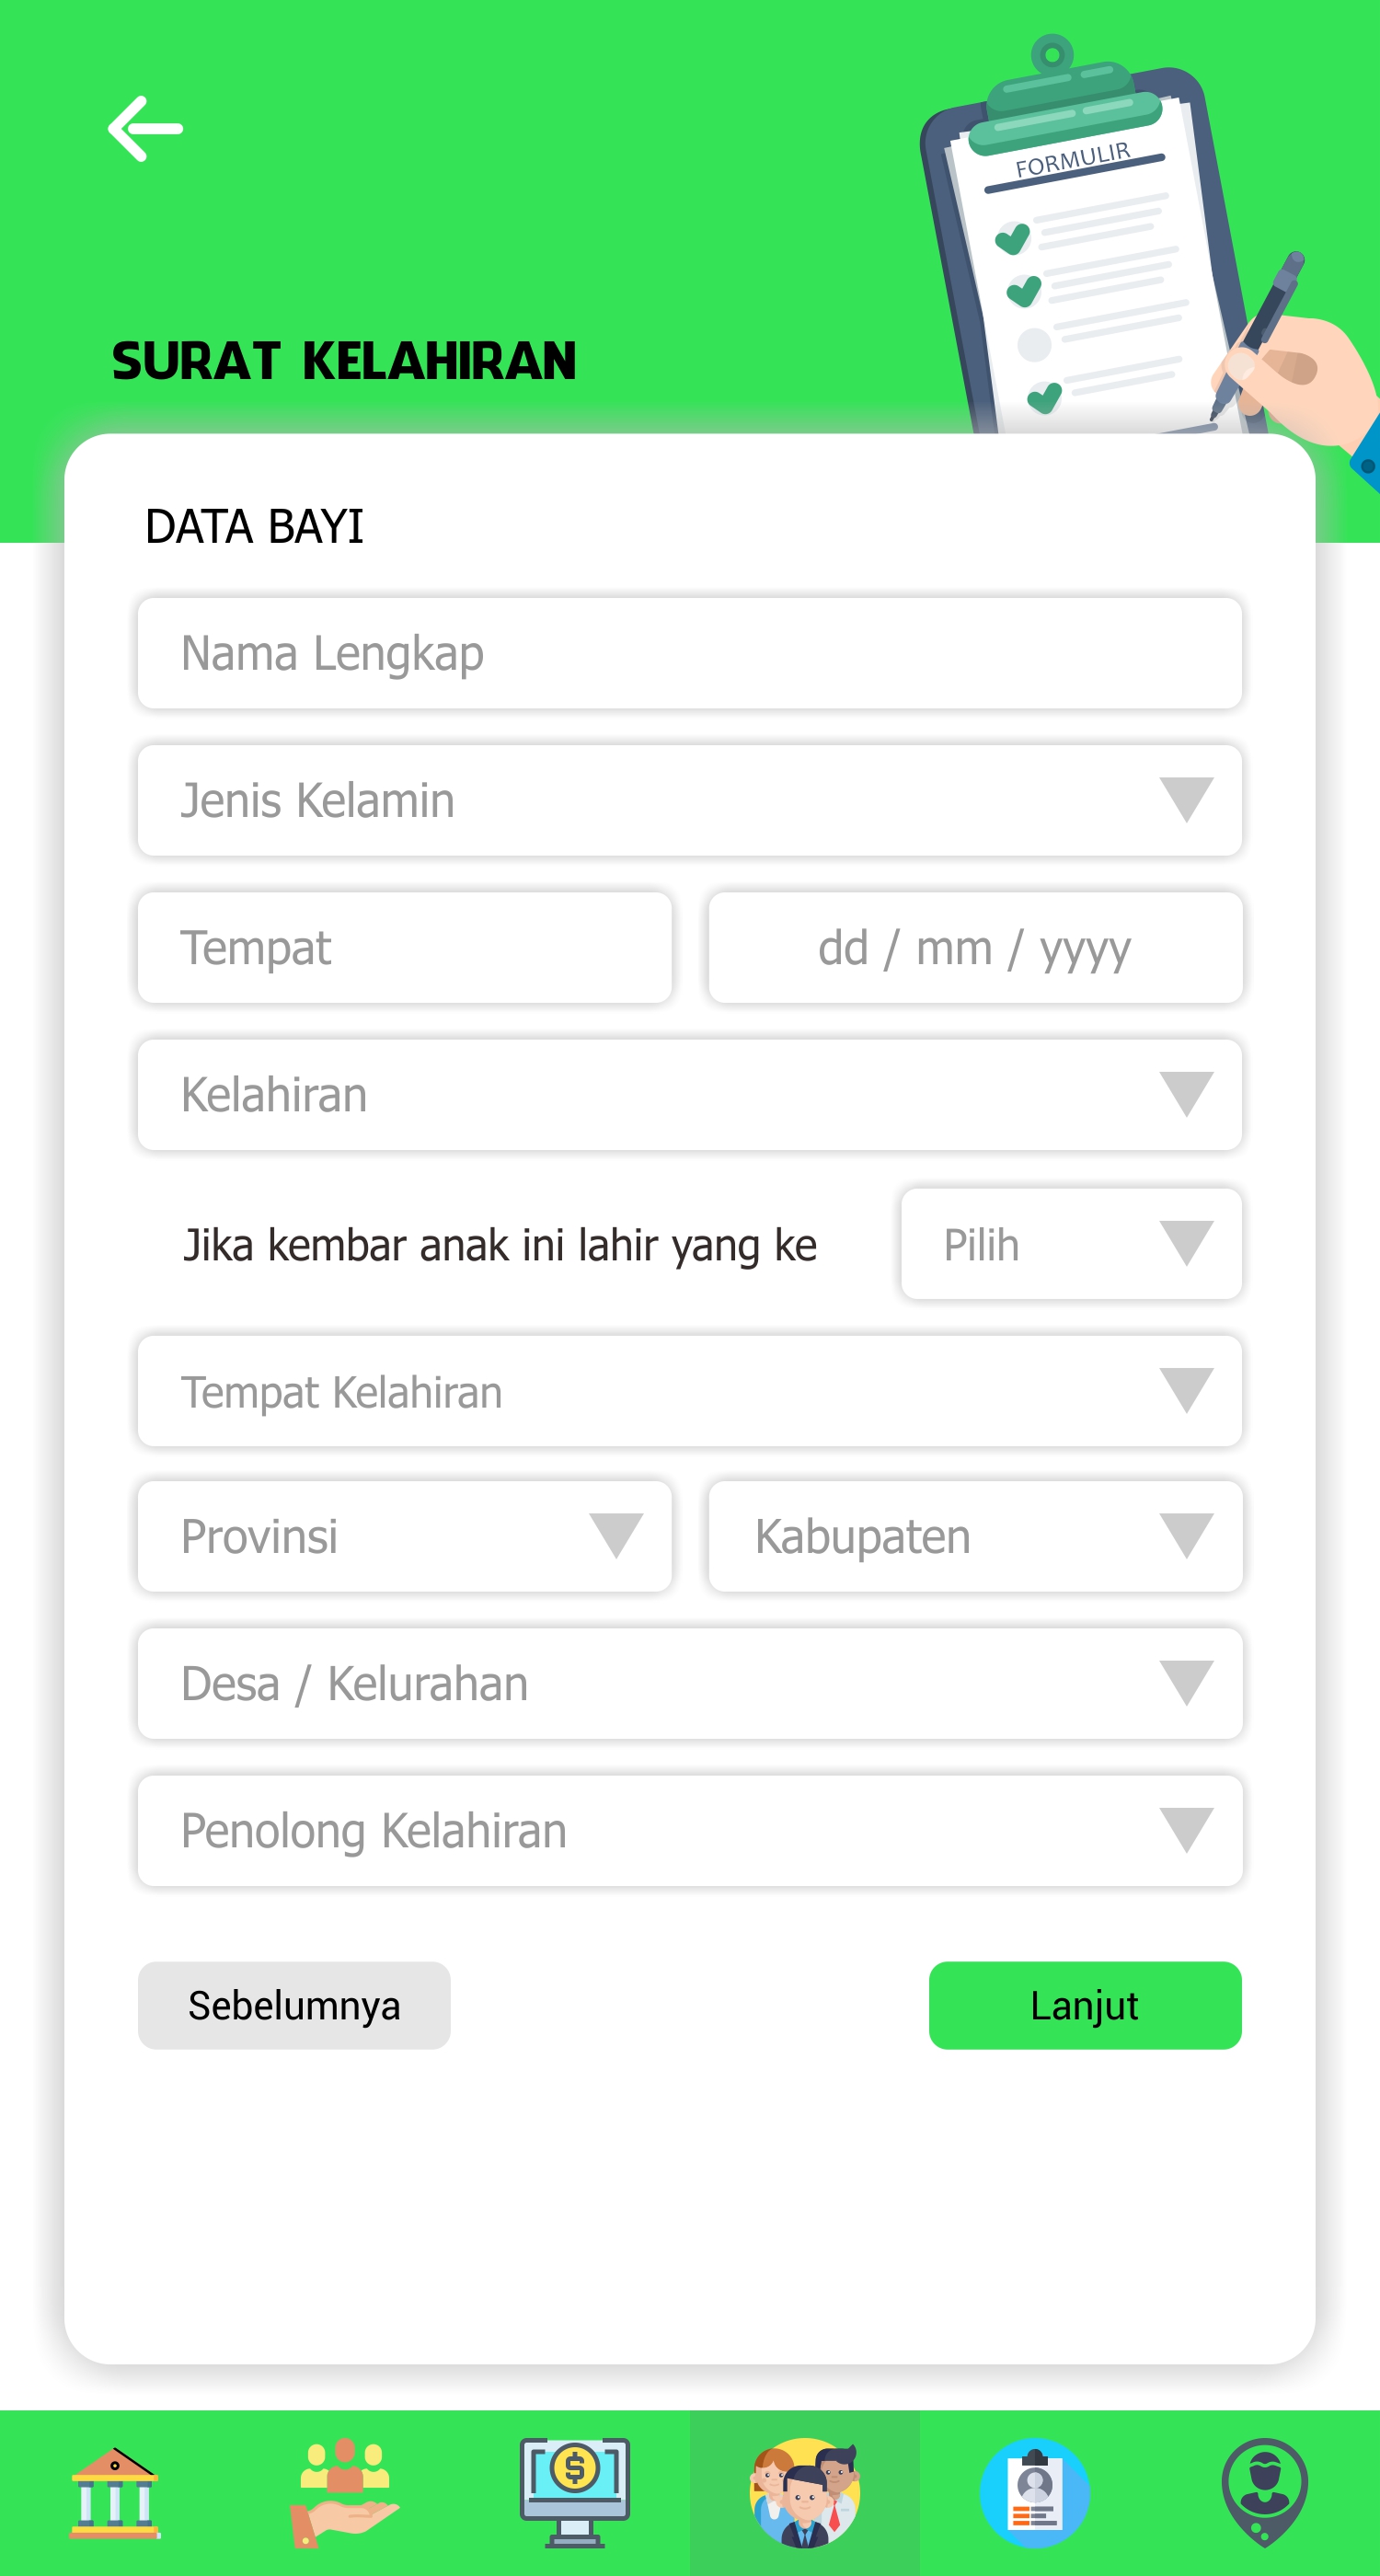 FORMULIR
SURAT KELAHIRAN
DATA BAYI
Nama Lengkap
Jenis Kelamin
Tempat
dd / mm / yyyy
Kelahiran
Jika kembar anak ini lahir yang ke
Pilih
Tempat Kelahiran
Provinsi
Kabupaten
Desa / Kelurahan
Penolong Kelahiran
Sebelumnya
Lanjut
$